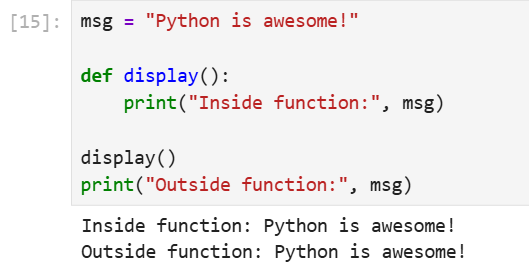 [15]: msg = "Python is awesome!"
def display():
    print("Inside function:", msg)
display()
print("Outside function:", msg)
Inside function: Python is awesome!
Outside function: Python is awesome!